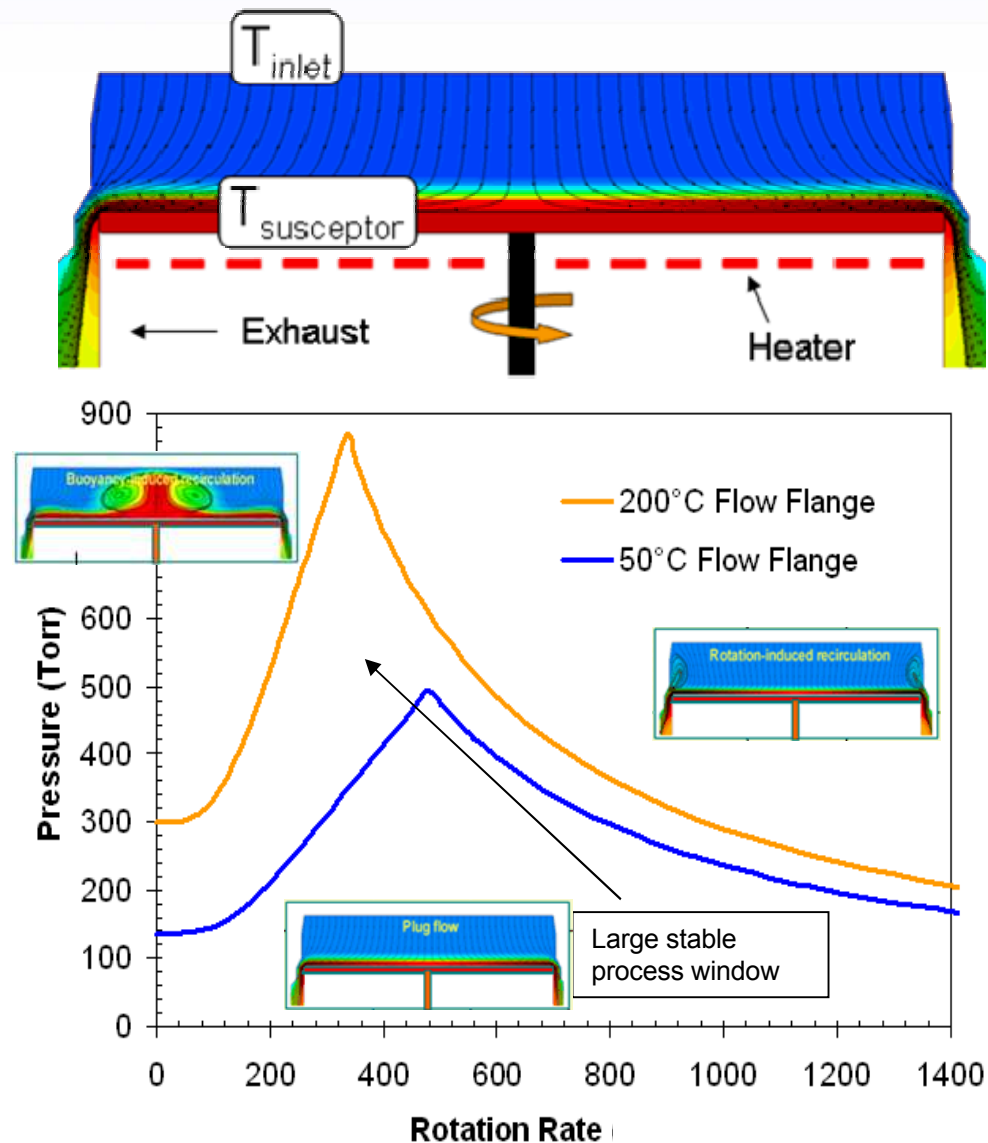 T inlet
T susceptor
Exhaust
Heater
900
Buoyancy-induced recirculation
200°C Flow Flange
50°C Flow Flange
600
Rotation-induced recirculation
500
400
300
200
Plug flow
Large stable
process window
100
0
Pressure (Torr)
0 200 400 600 800 1000 1200 1400
Rotation Rate